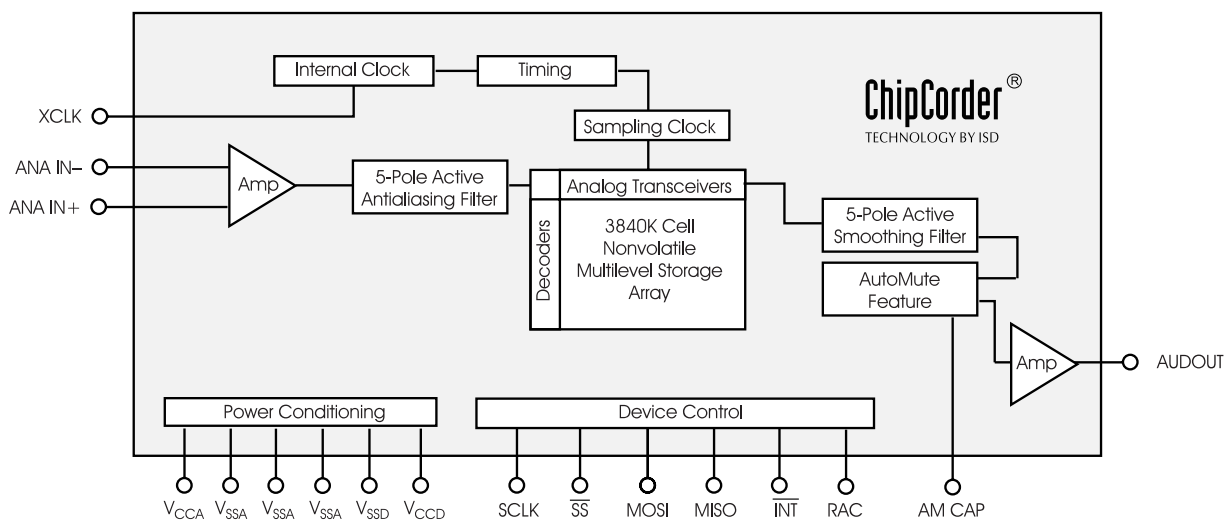 Internal Clock
Timing
ChipCorder®
TECHNOLOGY BY ISD
XCLK
Sampling Clock
ANA IN–
ANA IN+
Amp
5-Pole Active
Antialiasing Filter
Decoders
Analog Transceivers
3840K Cell
Nonvolatile
Multilevel Storage
Array
5-Pole Active
Smoothing Filter
AutoMute
Feature
Amp
AUDOUT
Power Conditioning
Device Control
VCCA VSSA VSSA VSSA VSSD VCCD SCLK S̅S̅ MOSI MISO I̅N̅T̅ RAC AM CAP